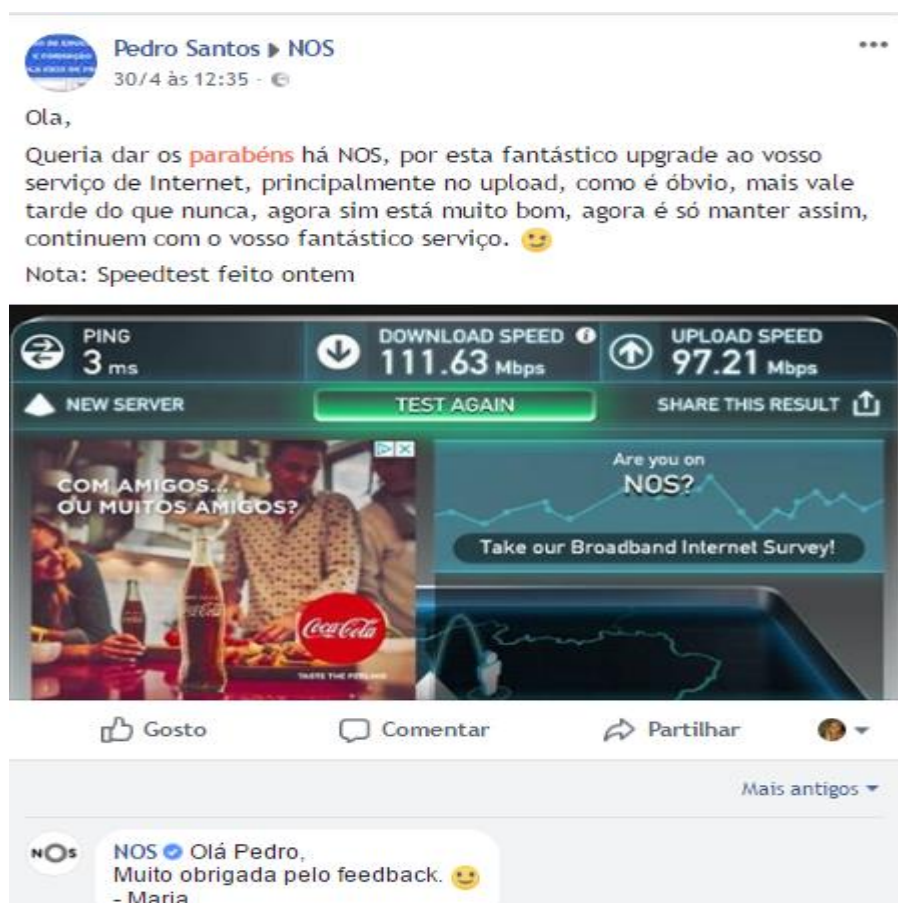 Pedro Santos ▸ NOS
30/4 às 12:35 ·
Ola,
Queria dar os parabéns há NOS, por esta fantástico upgrade ao vosso
serviço de Internet, principalmente no upload, como é óbvio, mais vale
tarde do que nunca, agora sim está muito bom, agora é só manter assim,
continuem com o vosso fantástico serviço. 😉
Nota: Speedtest feito ontem
PING
3 ms
DOWNLOAD SPEED
111.63 Mbps
UPLOAD SPEED
97.21 Mbps
NEW SERVER
TEST AGAIN
SHARE THIS RESULT
COM AMIGOS...
OU MUITOS AMIGOS?
Coca-Cola
Coca-Cola
TASTE THE FEELING
Are you on
NOS?
Take our Broadband Internet Survey!
Gosto
Comentar
Partilhar
Mais antigos
NOS
NOS Olá Pedro,
Muito obrigada pelo feedback. 😉
- Maria